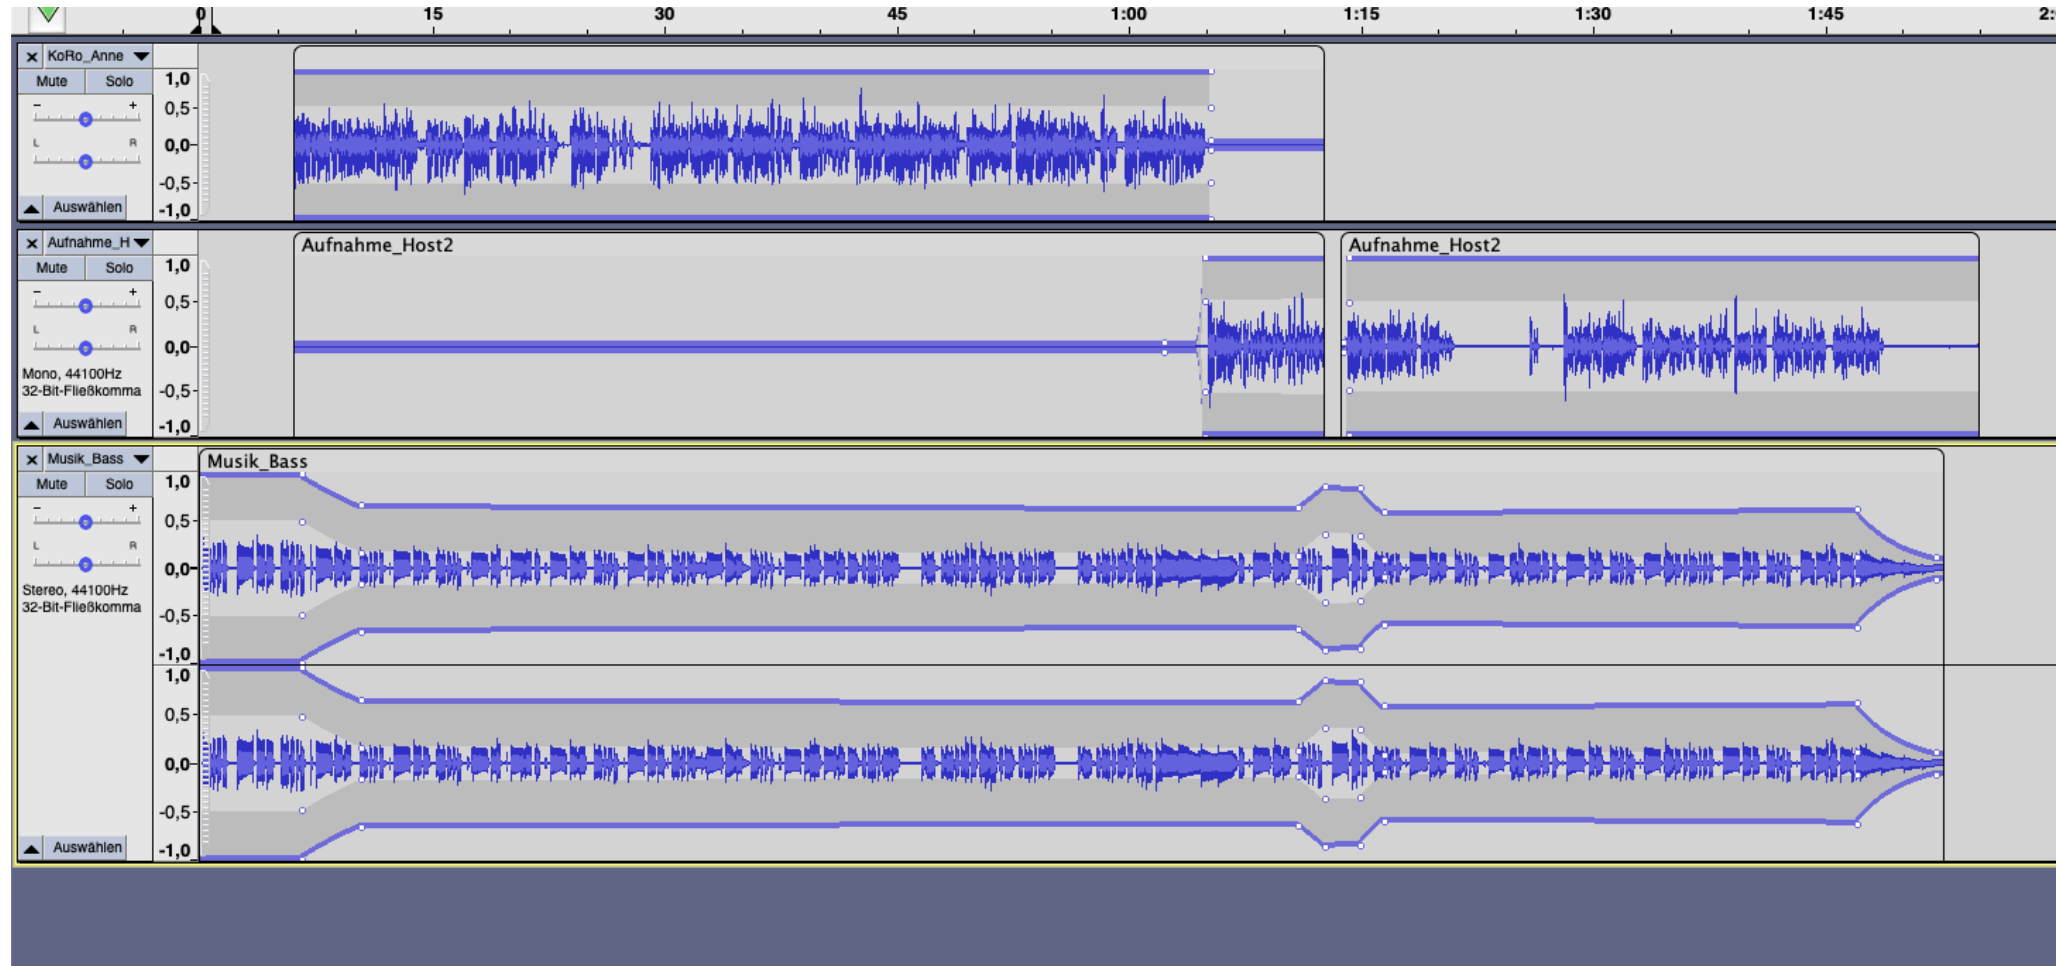 0 15 30 45 1:00 1:15 1:30 1:45 2:
× KoRo_Anne
Mute Solo
- +
L R
Auswählen
1,0
0,5
0,0
-0,5
-1,0
× Aufnahme_H
Mute Solo
- +
L R
Mono, 44100Hz
32-Bit-Fließkomma
Auswählen
1,0
0,5
0,0
-0,5
-1,0
Aufnahme_Host2
Aufnahme_Host2
× Musik_Bass
Mute Solo
- +
L R
Stereo, 44100Hz
32-Bit-Fließkomma
Auswählen
Musik_Bass
1,0
0,5
0,0
-0,5
-1,0
1,0
0,5
0,0
-0,5
-1,0